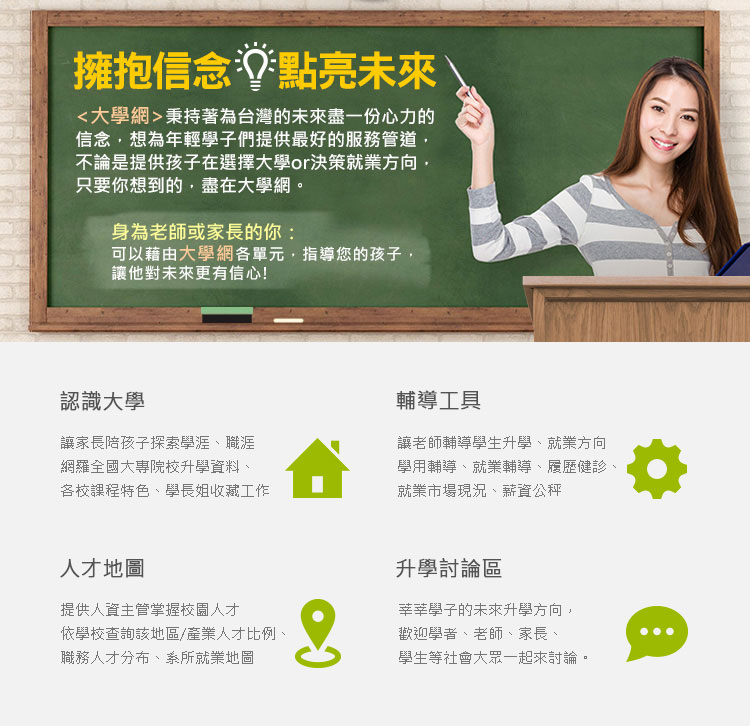 擁抱信念 點亮未來
<大學網>秉持著為台灣的未來盡一份心力的
信念，想為年輕學子們提供最好的服務管道，
不論是提供孩子在選擇大學or決策就業方向，
只要你想到的，盡在大學網。
身為老師或家長的你：
可以藉由大學網各單元，指導您的孩子，
讓他對未來更有信心!
認識大學
讓家長陪孩子探索學涯、職涯
網羅全國大專院校升學資料、
各校課程特色、學長姐收藏工作
輔導工具
讓老師輔導學生升學、就業方向
學用輔導、就業輔導、履歷健診、
就業市場現況、薪資公秤
人才地圖
提供人資主管掌握校園人才
依學校查詢該地區/產業人才比例、
職務人才分布、系所就業地圖
升學討論區
莘莘學子的未來升學方向，
歡迎學者、老師、家長、
學生等社會大眾一起來討論。